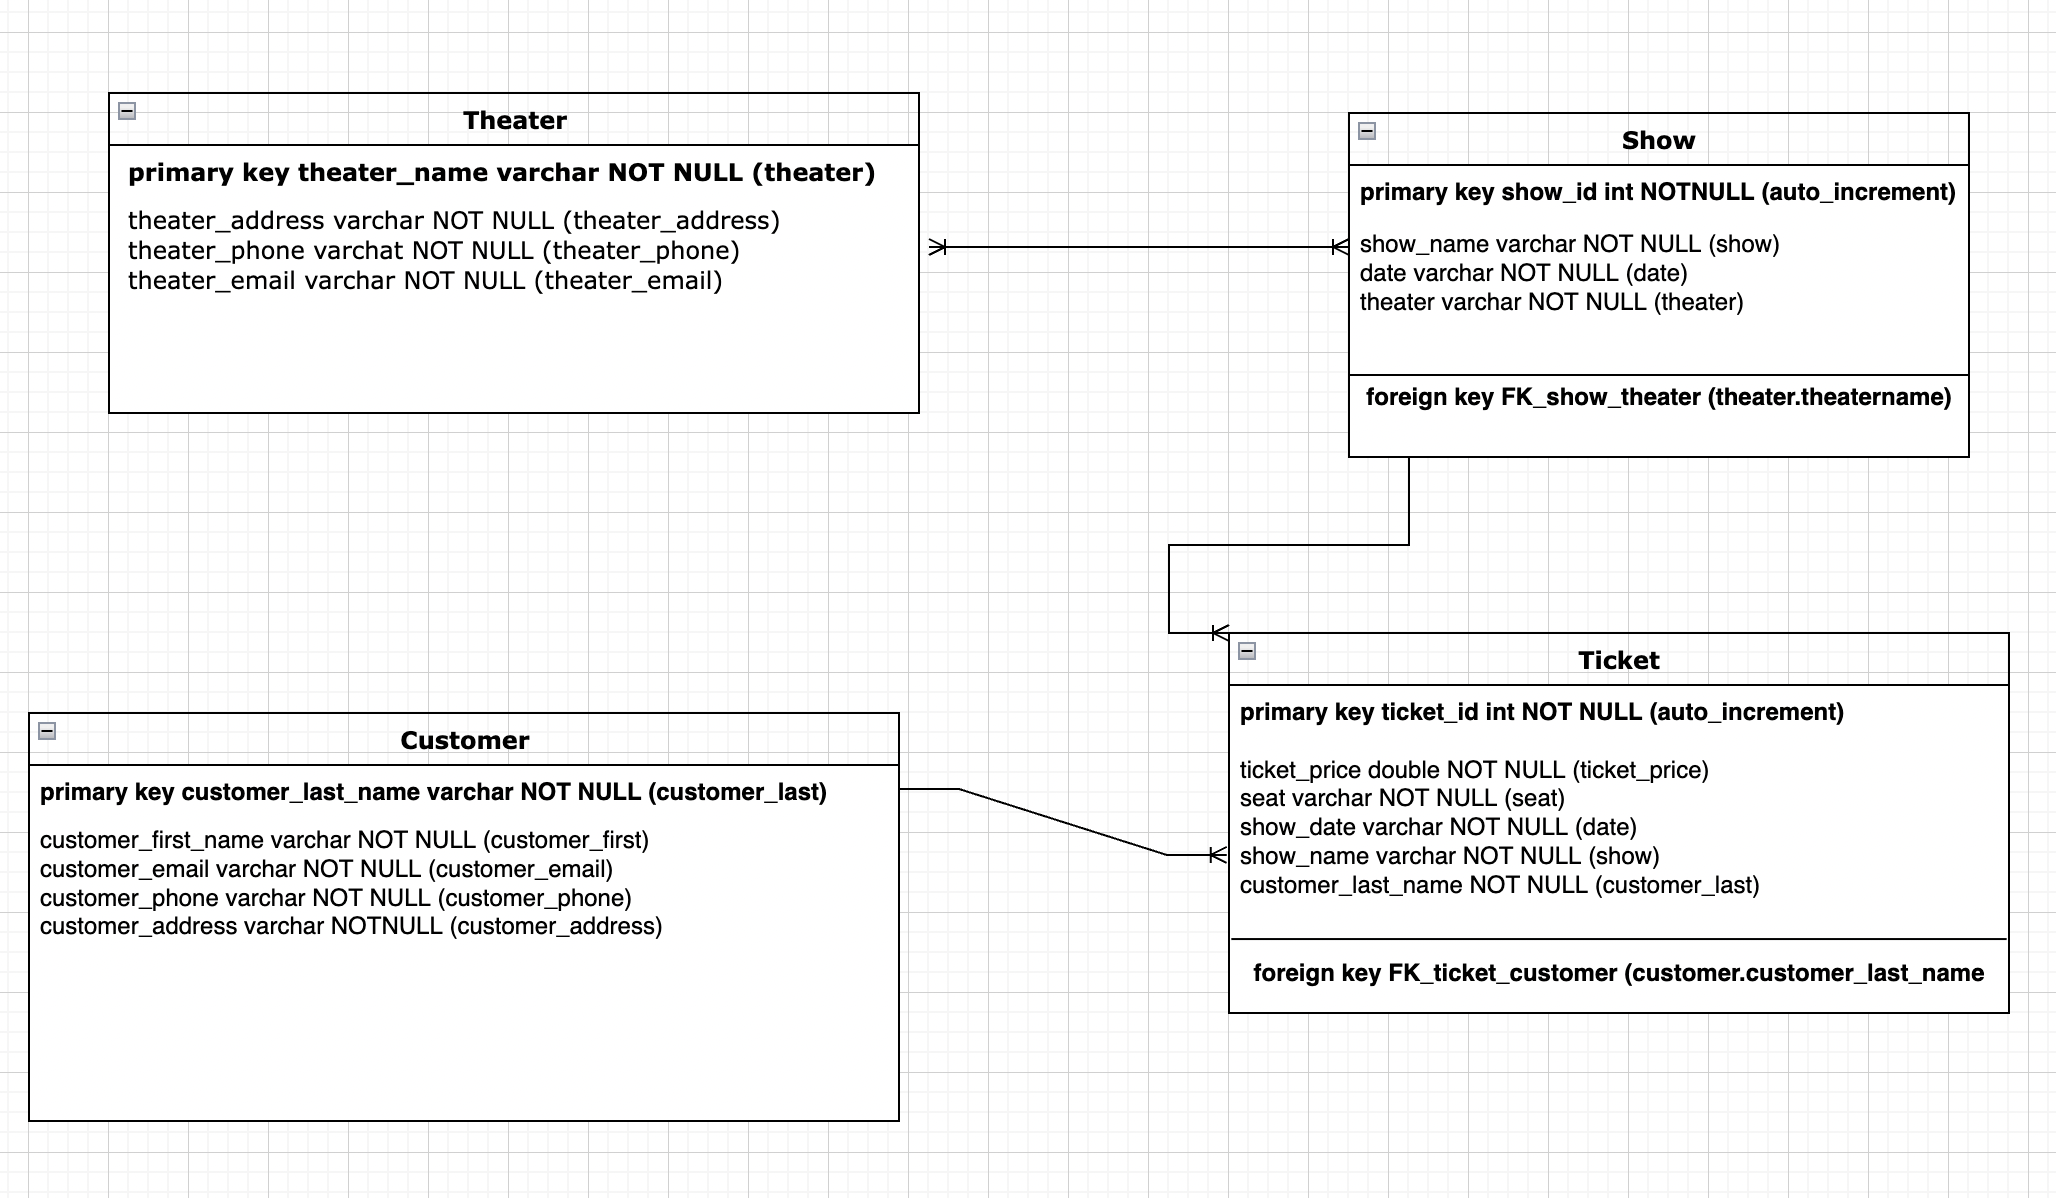 Theater
primary key theater_name varchar NOT NULL (theater)
theater_address varchar NOT NULL (theater_address)
theater_phone varchat NOT NULL (theater_phone)
theater_email varchar NOT NULL (theater_email)
Show
primary key show_id int NOTNULL (auto_increment)
show_name varchar NOT NULL (show)
date varchar NOT NULL (date)
theater varchar NOT NULL (theater)
foreign key FK_show_theater (theater.theatername)
Customer
primary key customer_last_name varchar NOT NULL (customer_last)
customer_first_name varchar NOT NULL (customer_first)
customer_email varchar NOT NULL (customer_email)
customer_phone varchar NOT NULL (customer_phone)
customer_address varchar NOTNULL (customer_address)
Ticket
primary key ticket_id int NOT NULL (auto_increment)
ticket_price double NOT NULL (ticket_price)
seat varchar NOT NULL (seat)
show_date varchar NOT NULL (date)
show_name varchar NOT NULL (show)
customer_last_name NOT NULL (customer_last)
foreign key FK_ticket_customer (customer.customer_last_name